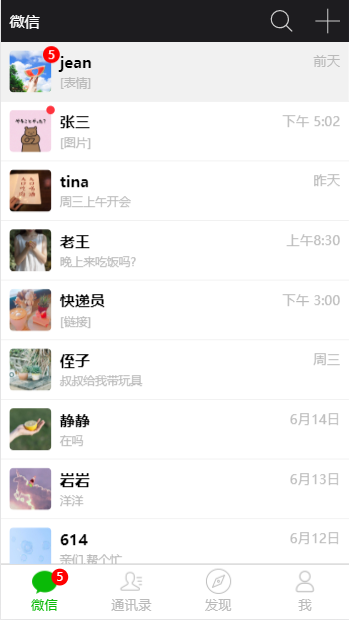 微信
5
jean
前天
[表情]
张三
下午 5:02
[图片]
tina
昨天
周三上午开会
老王
上午8:30
晚上来吃饭吗?
快递员
下午 3:00
[链接]
侄子
周三
叔叔给我带玩具
静静
6月14日
在吗
岩岩
6月13日
洋洋
614
6月12日
亲们,帮个忙
5
微信
通讯录
发现
我